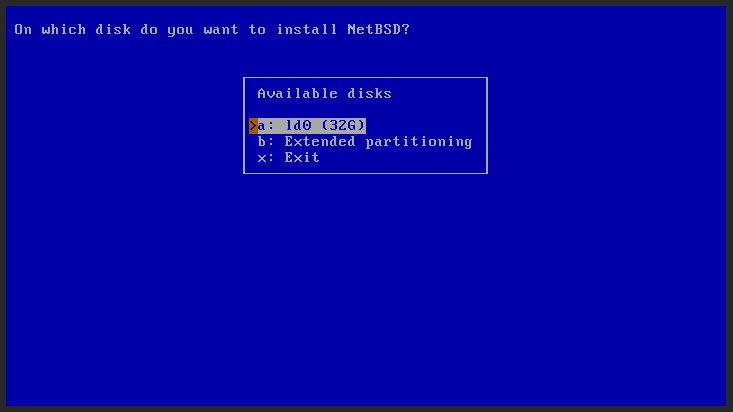 On which disk do you want to install NetBSD?
Available disks
>a: ld0 (32G)
b: Extended partitioning
x: Exit